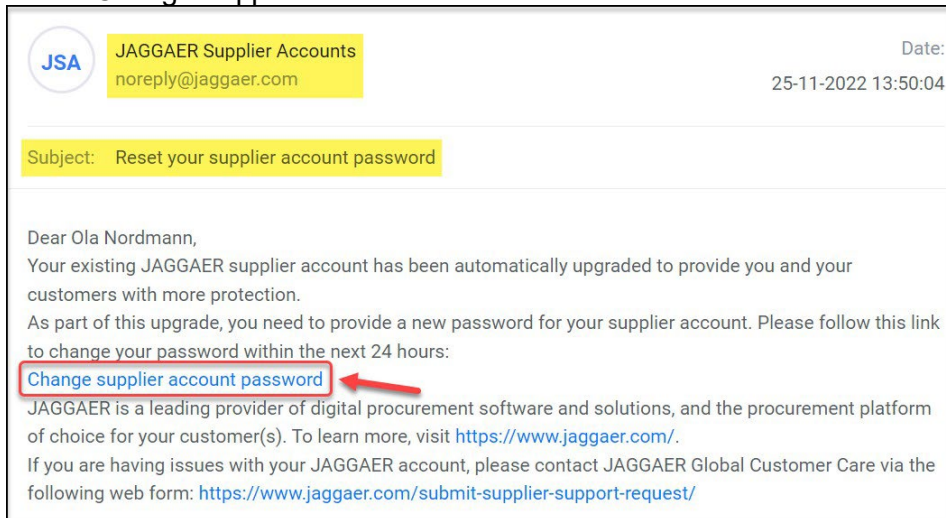 JSA
JAGGAER Supplier Accounts
noreply@jaggaer.com
Date:
25-11-2022 13:50:04
Subject: Reset your supplier account password
Dear Ola Nordmann,
Your existing JAGGAER supplier account has been automatically upgraded to provide you and your
customers with more protection.
As part of this upgrade, you need to provide a new password for your supplier account. Please follow this link
to change your password within the next 24 hours:
Change supplier account password
JAGGAER is a leading provider of digital procurement software and solutions, and the procurement platform
of choice for your customer(s). To learn more, visit https://www.jaggaer.com/.
If you are having issues with your JAGGAER account, please contact JAGGAER Global Customer Care via the
following web form: https://www.jaggaer.com/submit-supplier-support-request/